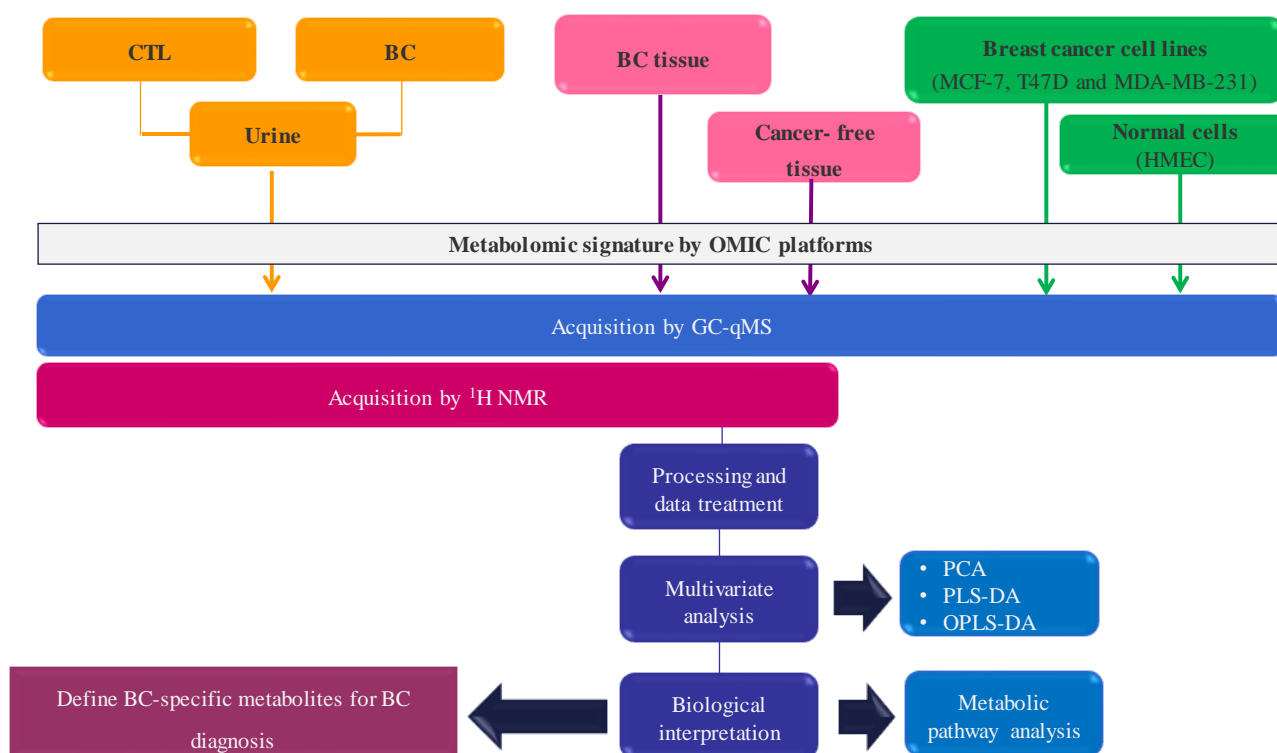 CTL
BC
Urine
BC tissue
Cancer- free
tissue
Breast cancer cell lines
(MCF-7, T47D and MDA-MB-231)
Normal cells
(HMEC)
Metabolomic signature by OMIC platforms
Acquisition by GC-qMS
Acquisition by ¹H NMR
Processing and
data treatment
Multivariate
analysis
• PCA
• PLS-DA
• OPLS-DA
Define BC-specific metabolites for BC
diagnosis
Biological
interpretation
Metabolic
pathway analysis